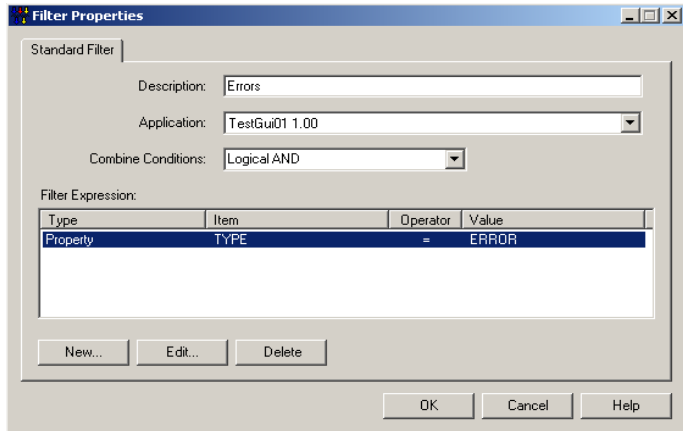 Filter Properties
Standard Filter
Description: Errors
Application: TestGui01 1.00
Combine Conditions: Logical AND
Filter Expression:
Type Item Operator Value
Property TYPE = ERROR
New... Edit... Delete
OK Cancel Help